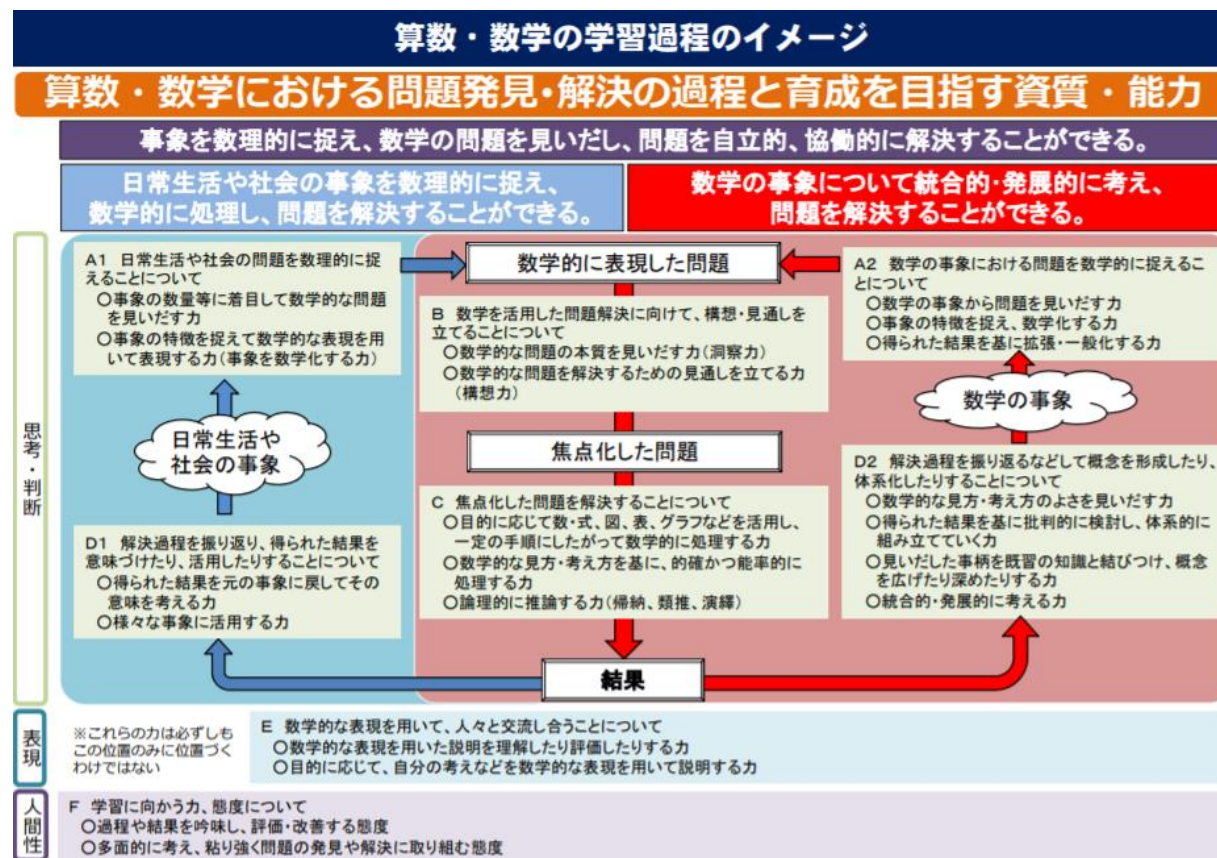 算数・数学の学習過程のイメージ
算数・数学における問題発見・解決の過程と育成を目指す資質・能力
事象を数理的に捉え、数学の問題を見いだし、問題を自立的、協働的に解決することができる。
日常生活や社会の事象を数理的に捉え、
数学的に処理し、問題を解決することができる。
数学の事象について統合的・発展的に考え、
問題を解決することができる。
思考・判断
A1 日常生活や社会の問題を数理的に捉
えることについて
○事象の数量等に着目して数学的な問題
を見いだす力
○事象の特徴を捉えて数学的な表現を用
いて表現する力(事象を数学化する力)
日常生活や
社会の事象
D1 解決過程を振り返り、得られた結果を
意味づけたり、活用したりすることについて
○得られた結果を元の事象に戻してその
意味を考える力
○様々な事象に活用する力
数学的に表現した問題
B 数学を活用した問題解決に向けて、構想・見通しを
立てることについて
○数学的な問題の本質を見いだす力(洞察力)
○数学的な問題を解決するための見通しを立てる力
(構想力)
焦点化した問題
C 焦点化した問題を解決することについて
○目的に応じて数・式、図、表、グラフなどを活用し、
一定の手順にしたがって数学的に処理する力
○数学的な見方・考え方を基に、的確かつ能率的に
処理する力
○論理的に推論する力(帰納、類推、演繹)
結果
A2 数学の事象における問題を数学的に捉えるこ
とについて
○数学の事象から問題を見いだす力
○事象の特徴を捉え、数学化する力
○得られた結果を基に拡張・一般化する力
数学の事象
D2 解決過程を振り返るなどして概念を形成したり、
体系化したりすることについて
○数学的な見方・考え方のよさを見いだす力
○得られた結果を基に批判的に検討し、体系的に
組み立てていく力
○見いだした事柄を既習の知識と結びつけ、概念
を広げたり深めたりする力
○統合的・発展的に考える力
表現
※これらの力は必ずしも
この位置のみに位置づく
わけではない
E 数学的な表現を用いて、人々と交流し合うことについて
○数学的な表現を用いた説明を理解したり評価したりする力
○目的に応じて、自分の考えなどを数学的な表現を用いて説明する力
人間性
F 学習に向かう力、態度について
○過程や結果を吟味し、評価・改善する態度
○多面的に考え、粘り強く問題の発見や解決に取り組む態度